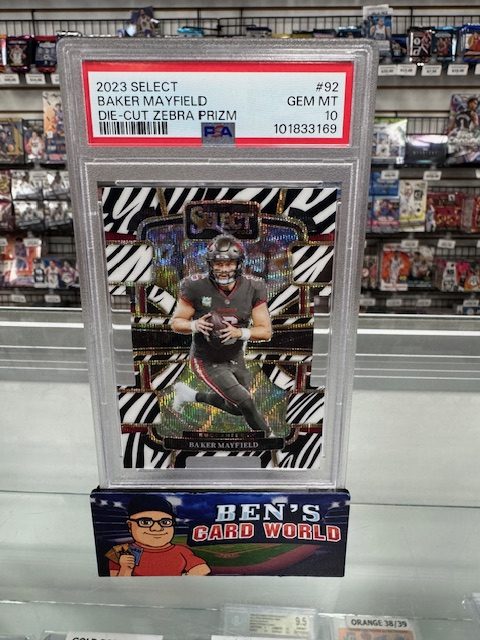 2023 SELECT #92
BAKER MAYFIELD GEM MT
DIE-CUT ZEBRA PRIZM 10
PSA 101833169
SELECT
BUCCANEERS
BAKER MAYFIELD
BEN'S
CARD WORLD
9.5
ORANGE 38/39